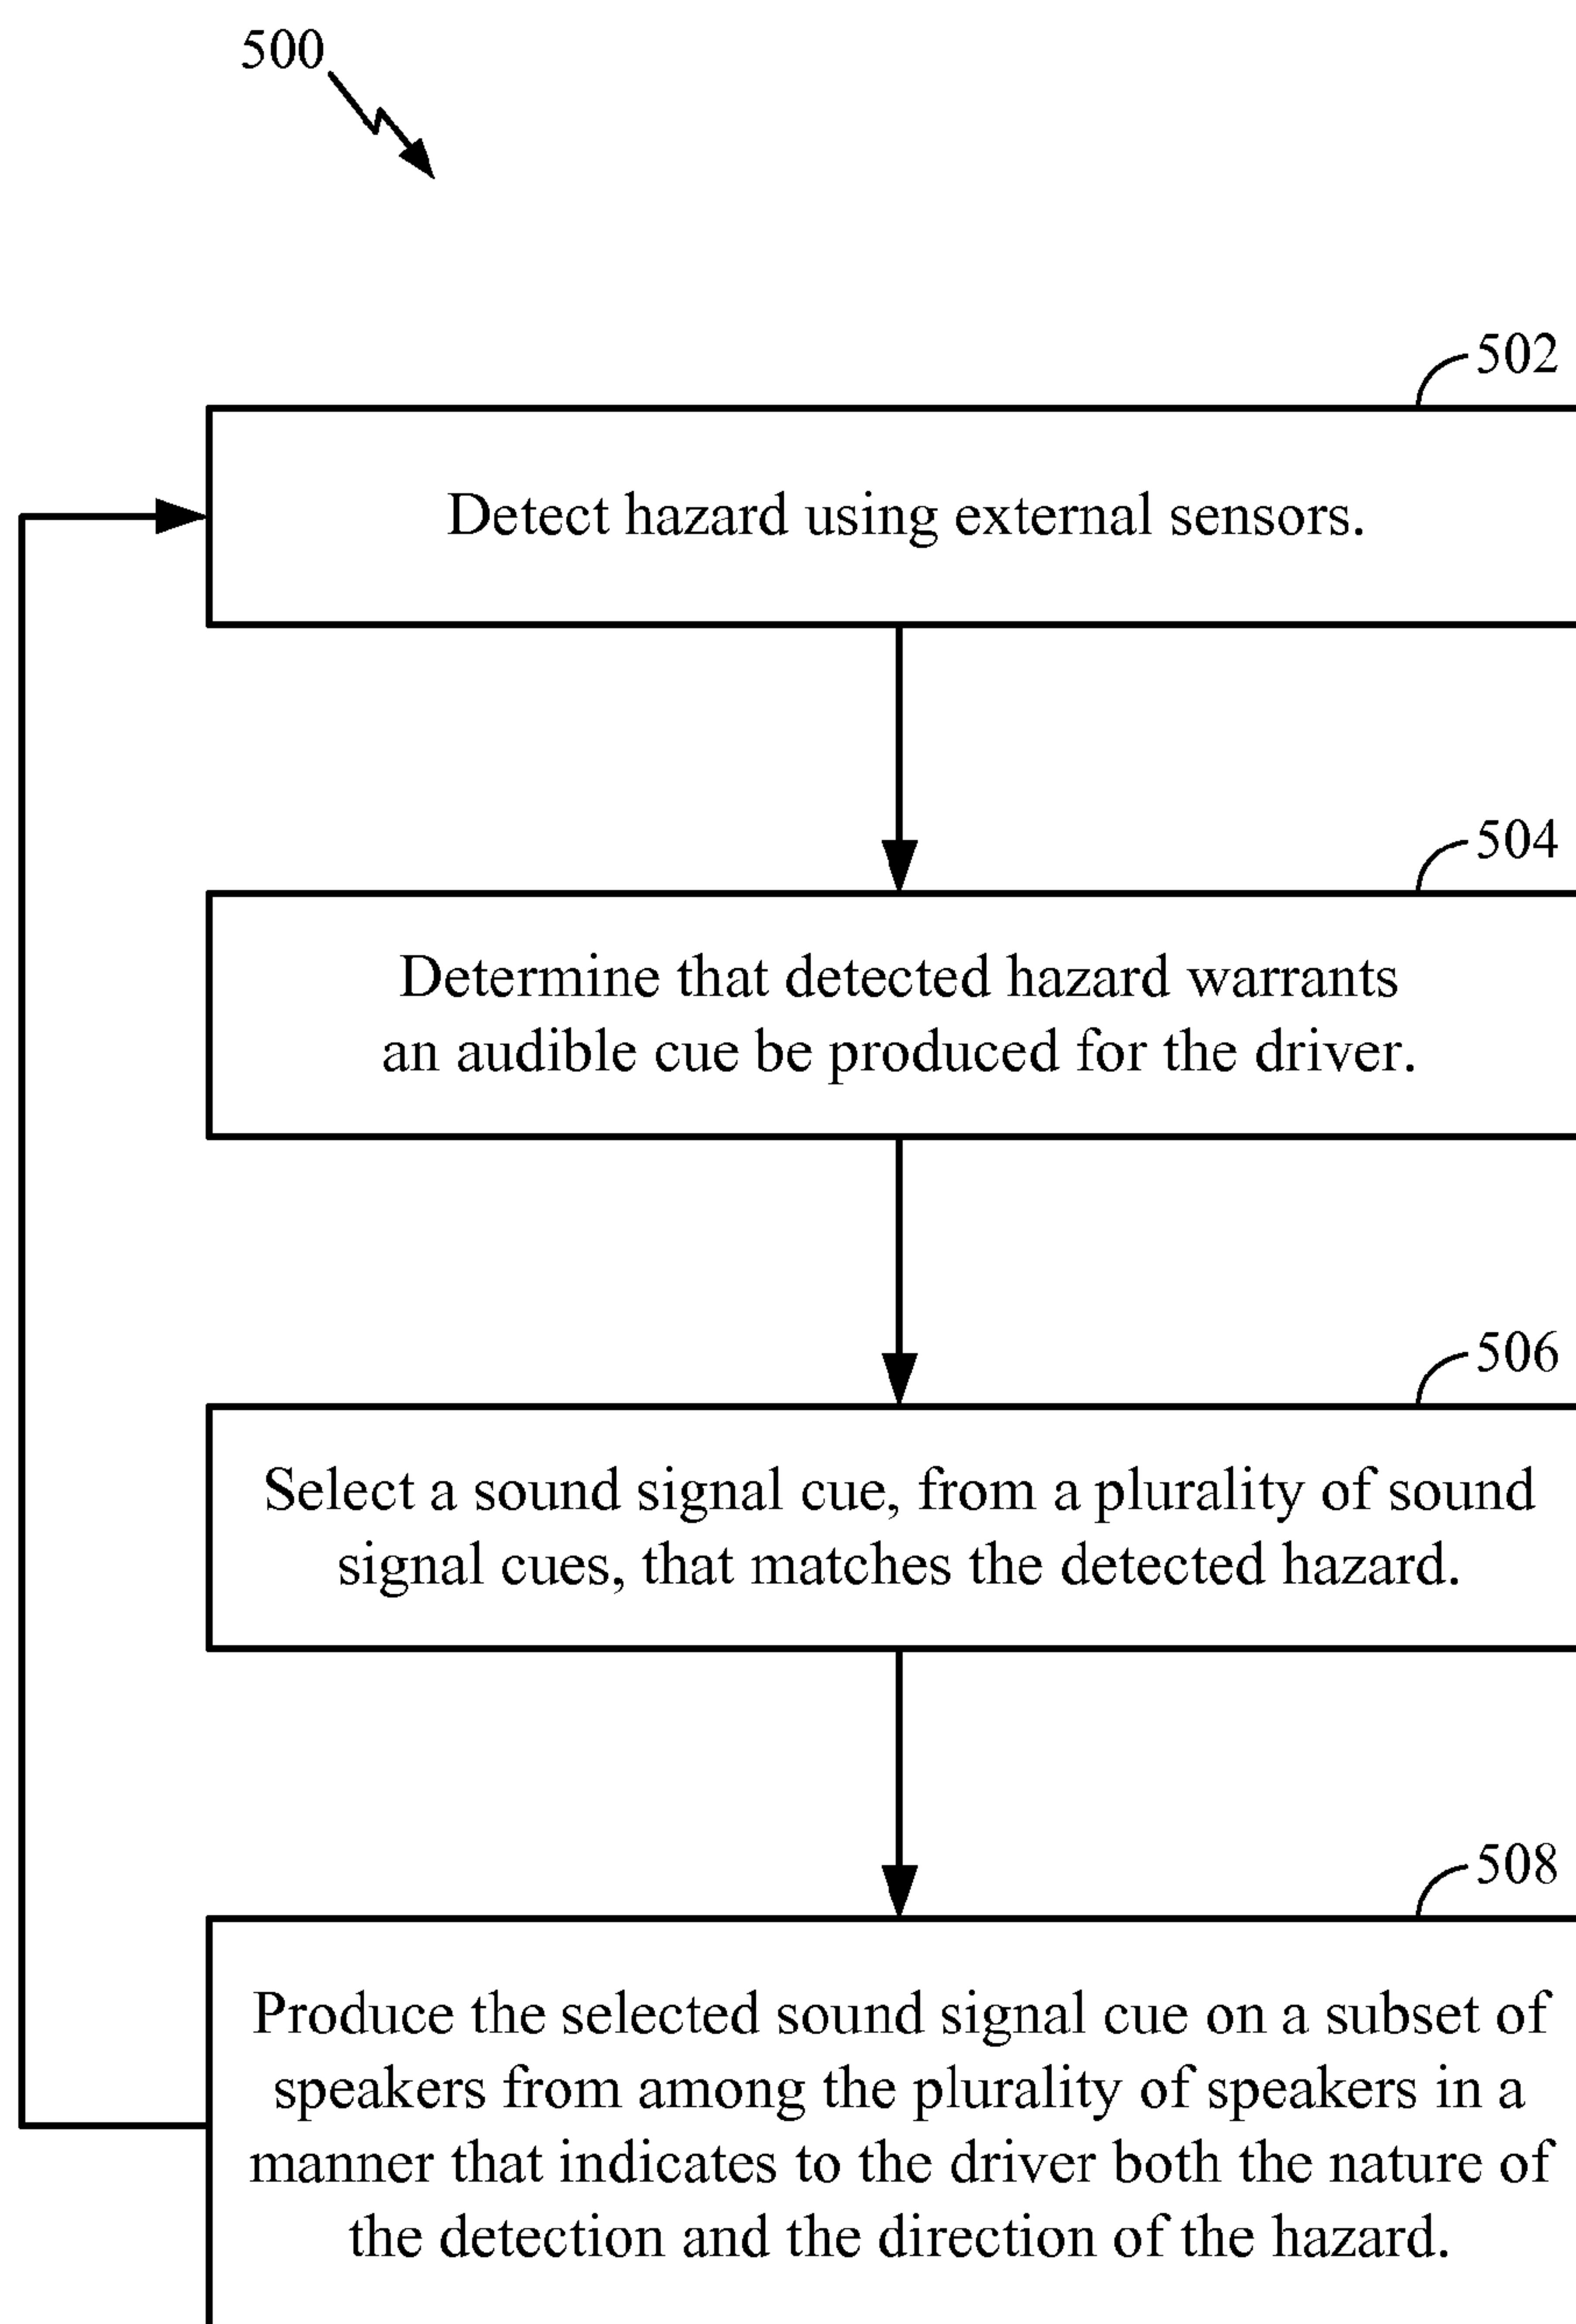 500
502
Detect hazard using external sensors.
504
Determine that detected hazard warrants
an audible cue be produced for the driver.
506
Select a sound signal cue, from a plurality of sound
signal cues, that matches the detected hazard.
508
Produce the selected sound signal cue on a subset of
speakers from among the plurality of speakers in a
manner that indicates to the driver both the nature of
the detection and the direction of the hazard.